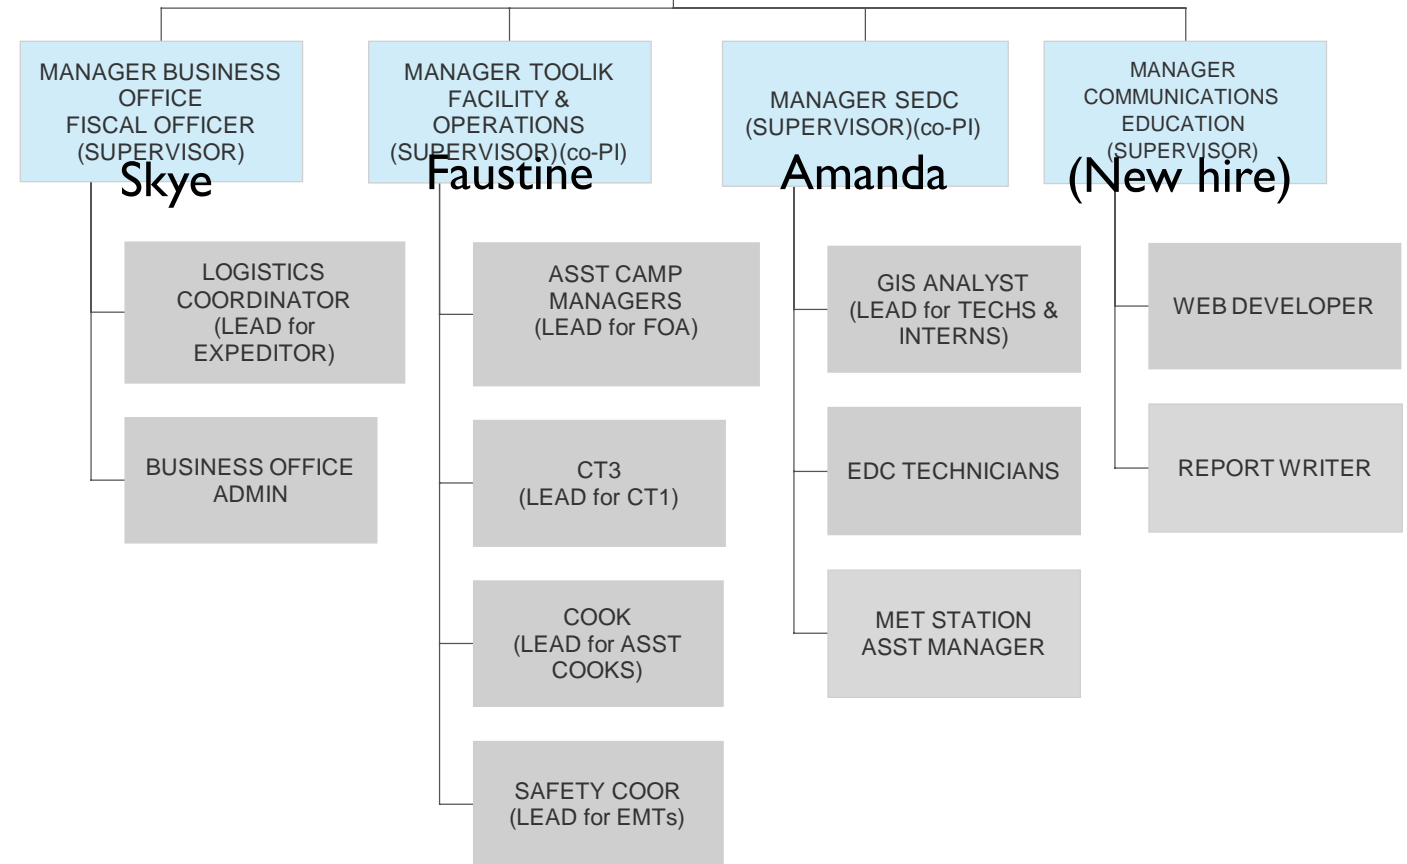 MANAGER BUSINESS
OFFICE
FISCAL OFFICER
(SUPERVISOR)
Skye
LOGISTICS
COORDINATOR
(LEAD for
EXPEDITOR)
BUSINESS OFFICE
ADMIN
MANAGER TOOLIK
FACILITY &
OPERATIONS
(SUPERVISOR)(co-PI)
Faustine
ASST CAMP
MANAGERS
(LEAD for FOA)
CT3
(LEAD for CT1)
COOK
(LEAD for ASST
COOKS)
SAFETY COOR
(LEAD for EMTs)
MANAGER SEDC
(SUPERVISOR)(co-PI)
Amanda
GIS ANALYST
(LEAD for TECHS &
INTERNS)
EDC TECHNICIANS
MET STATION
ASST MANAGER
MANAGER
COMMUNICATIONS
EDUCATION
(SUPERVISOR)
(New hire)
WEB DEVELOPER
REPORT WRITER